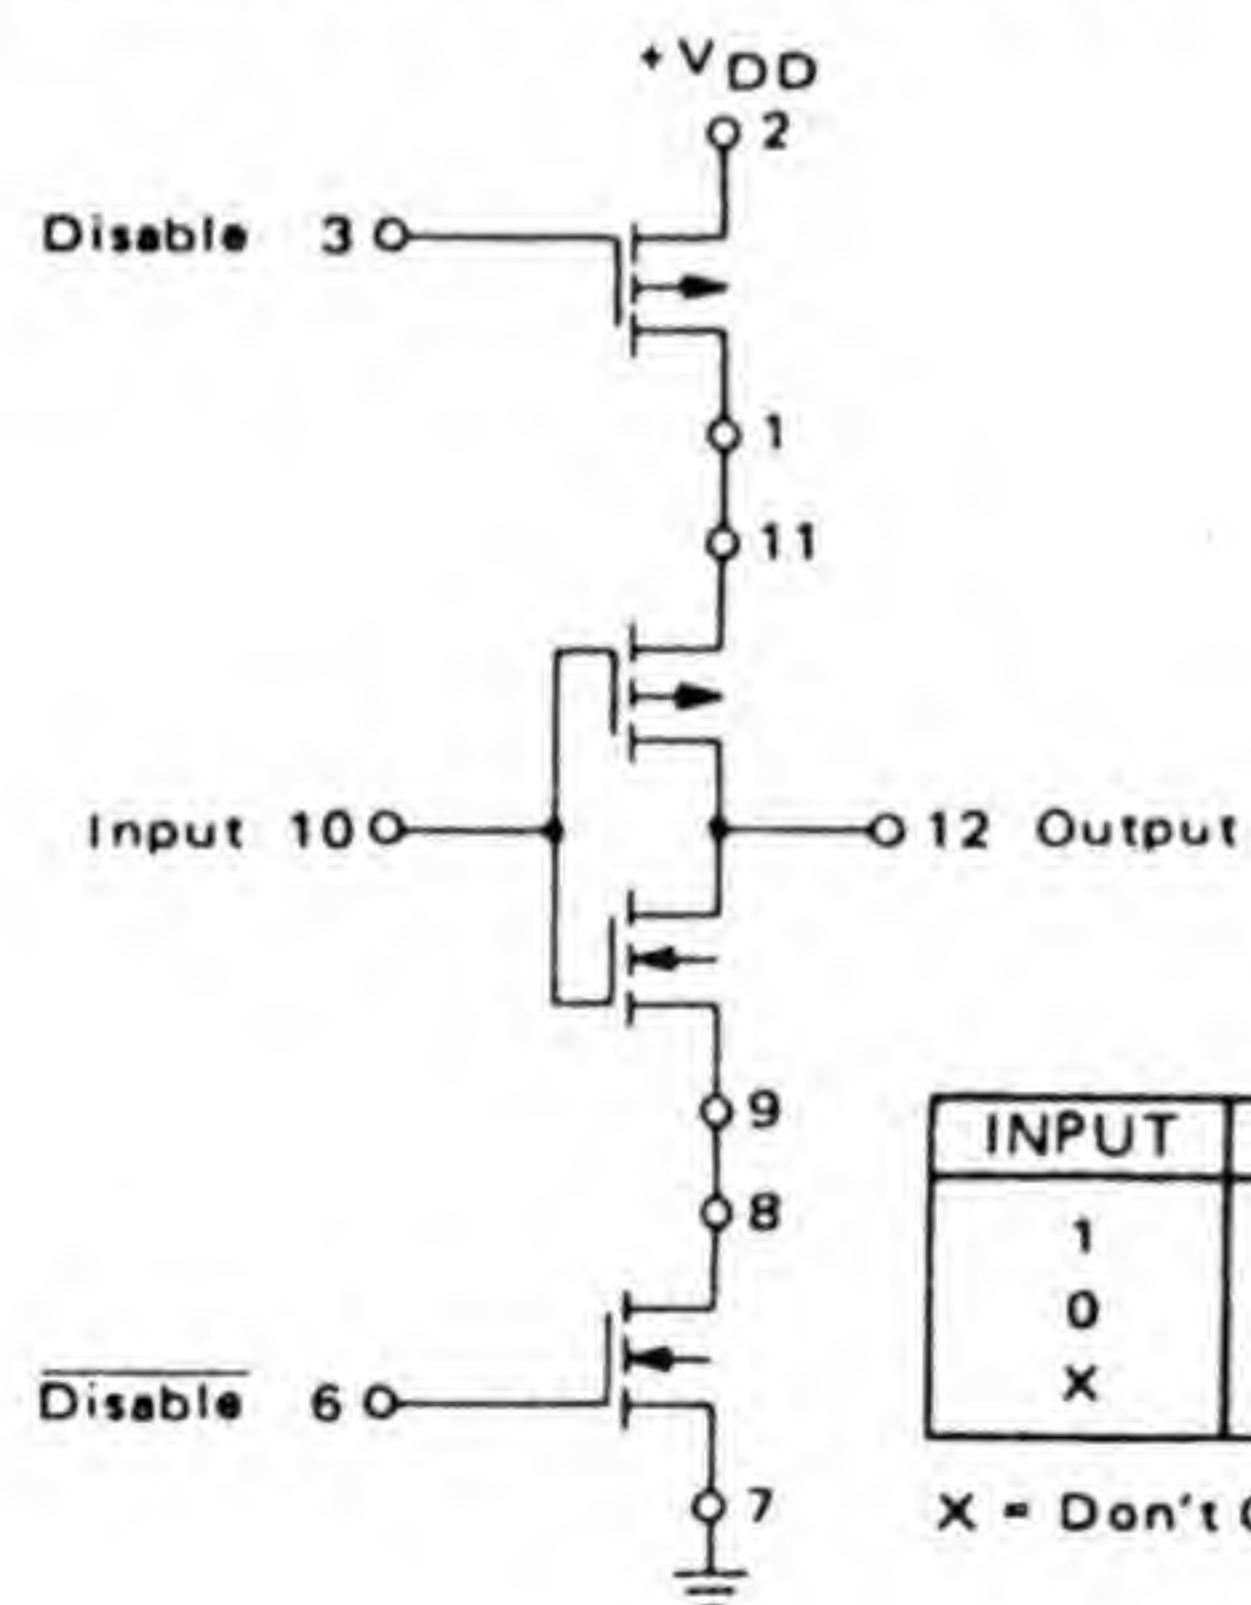 +VDD
2
Disable 3
1
11
Input 10
12 Output
9
8
Disable 6
7
INPUT
1
0
X
X = Don't